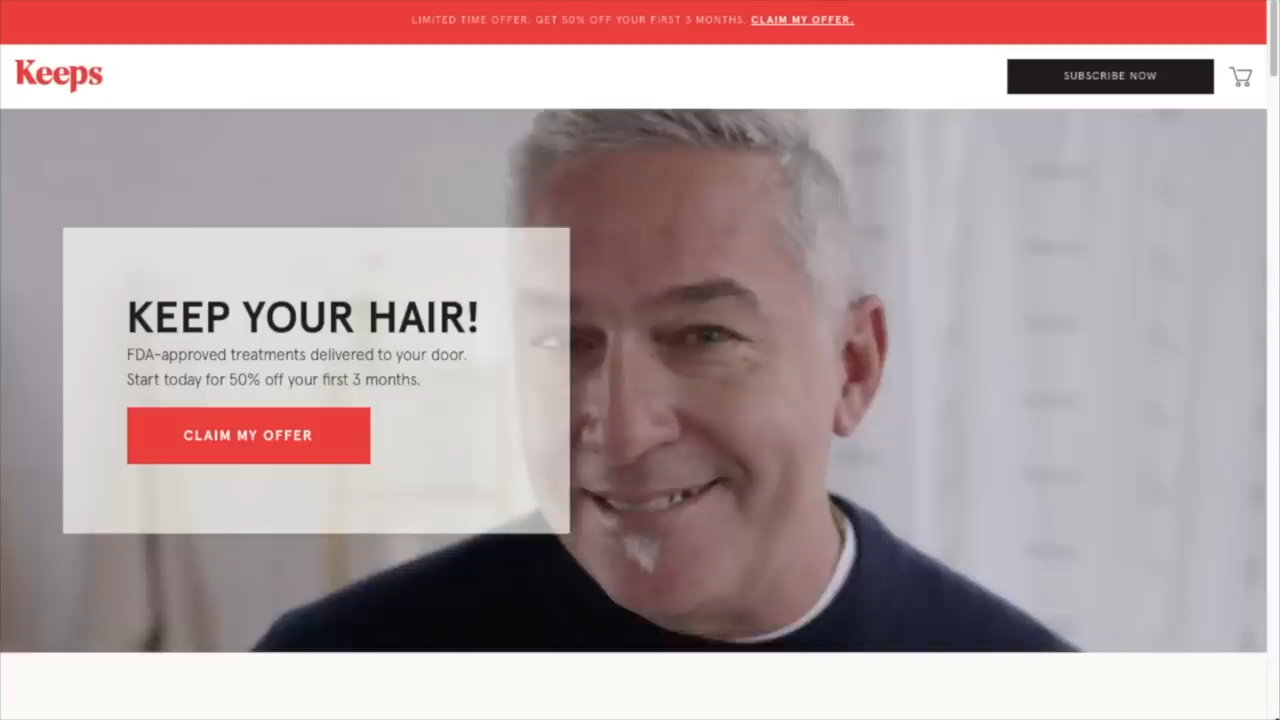 LIMITED TIME OFFER: GET 50% OFF YOUR FIRST 3 MONTHS. CLAIM MY OFFER.
Keeps
SUBSCRIBE NOW
KEEP YOUR HAIR!
FDA-approved treatments delivered to your door.
Start today for 50% off your first 3 months.
CLAIM MY OFFER